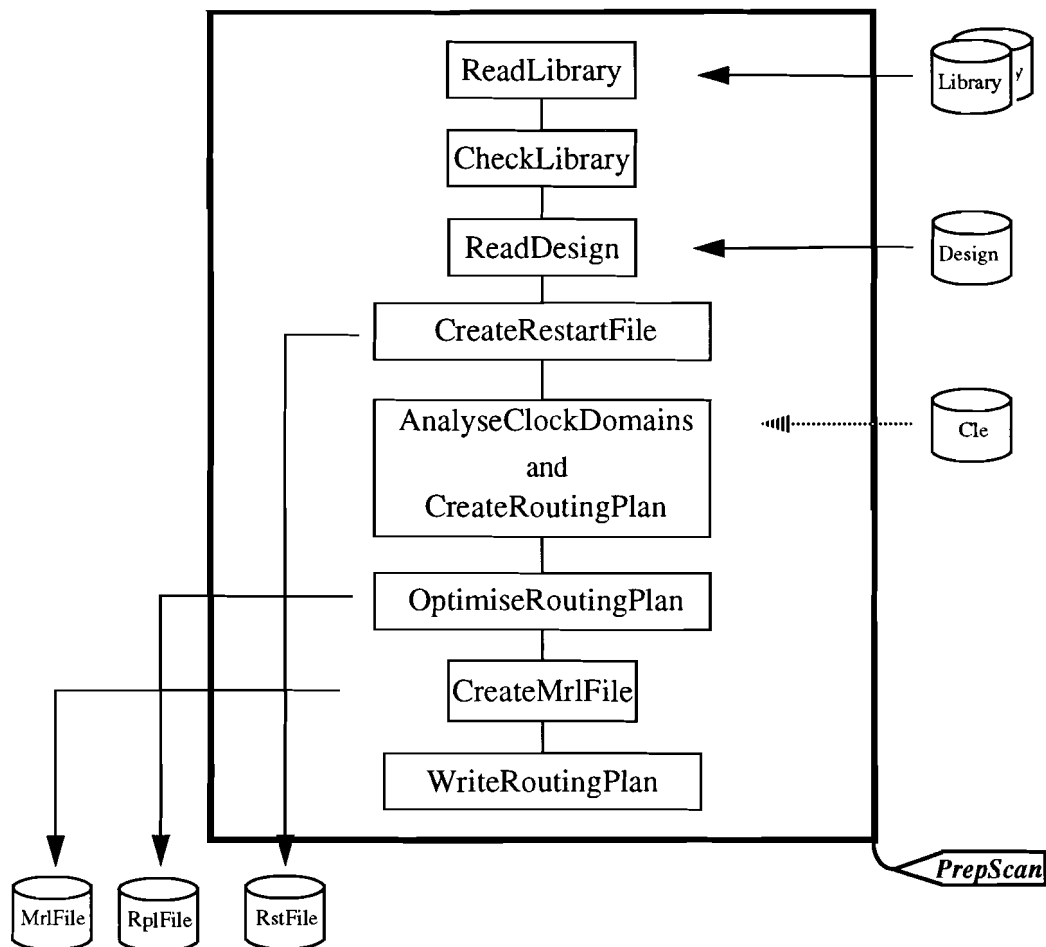 ReadLibrary
Library
y
CheckLibrary
ReadDesign
Design
CreateRestartFile
AnalyseClockDomains
and
CreateRoutingPlan
Cle
OptimiseRoutingPlan
CreateMrlFile
WriteRoutingPlan
PrepScan
MrlFile
RplFile
RstFile